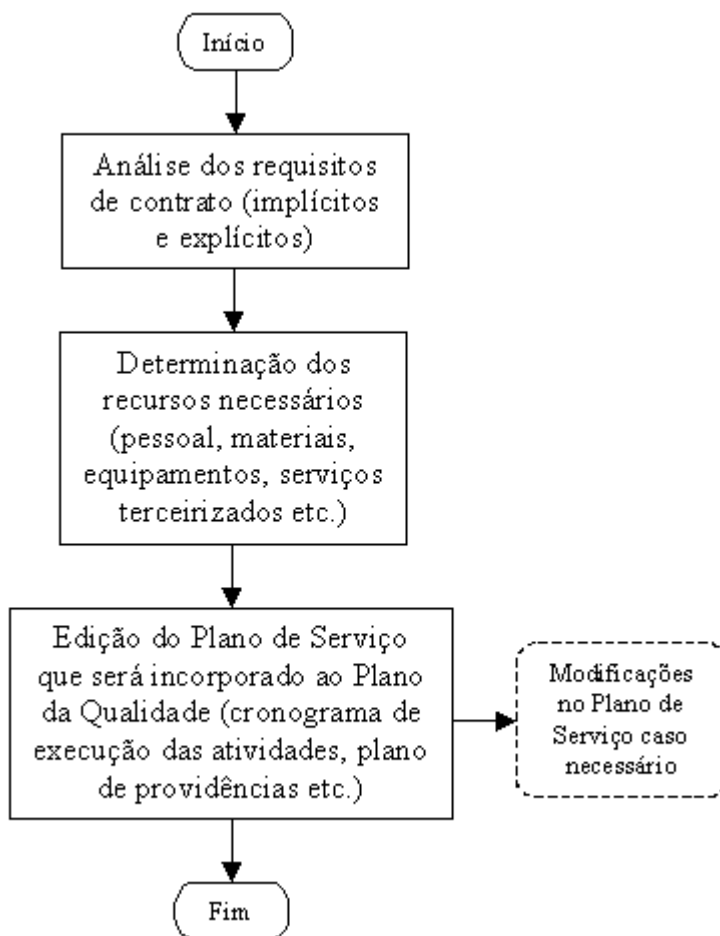 Início
Análise dos requisitos
de contrato (implícitos
e explícitos)
Determinação dos
recursos necessários
(pessoal, materiais,
equipamentos, serviços
terceirizados etc.)
Edição do Plano de Serviço
que será incorporado ao Plano
da Qualidade (cronograma de
execução das atividades, plano
de providências etc.)
Modificações
no Plano de
Serviço caso
necessário
Fim